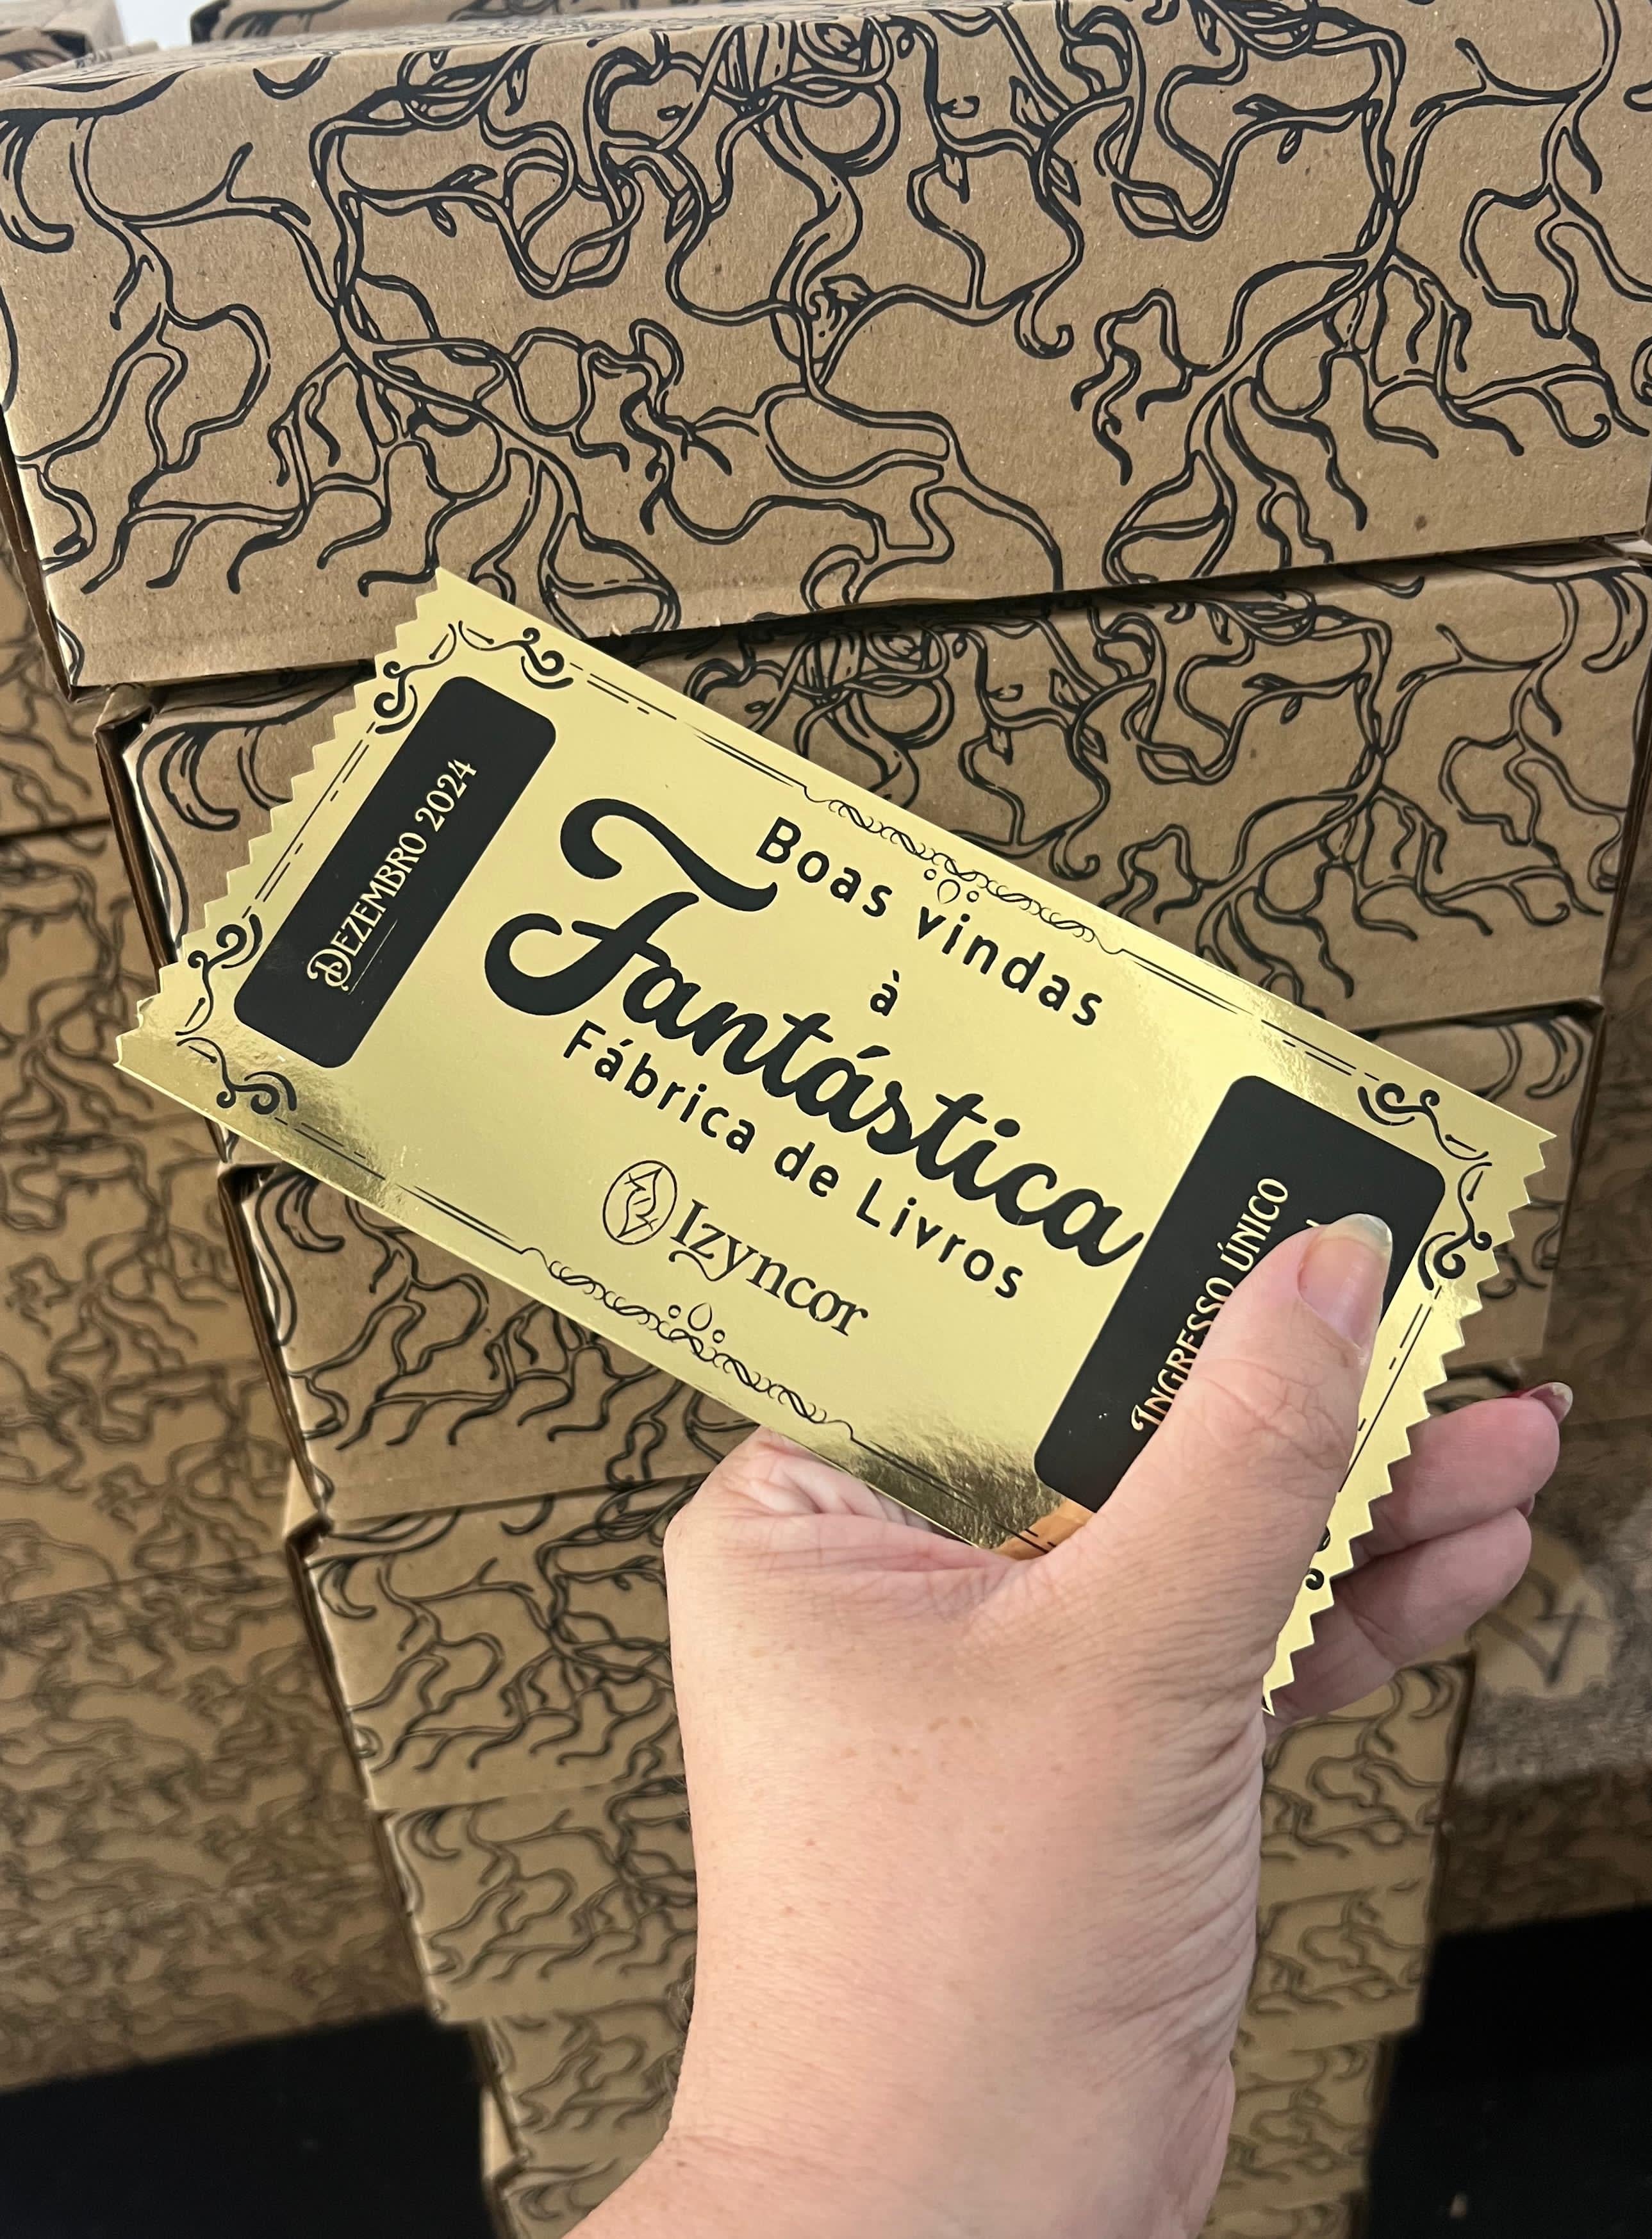 Dezembro 2024
Boas vindas
à
Fantástica
Fábrica de Livros
Izyncor
Ingresso único